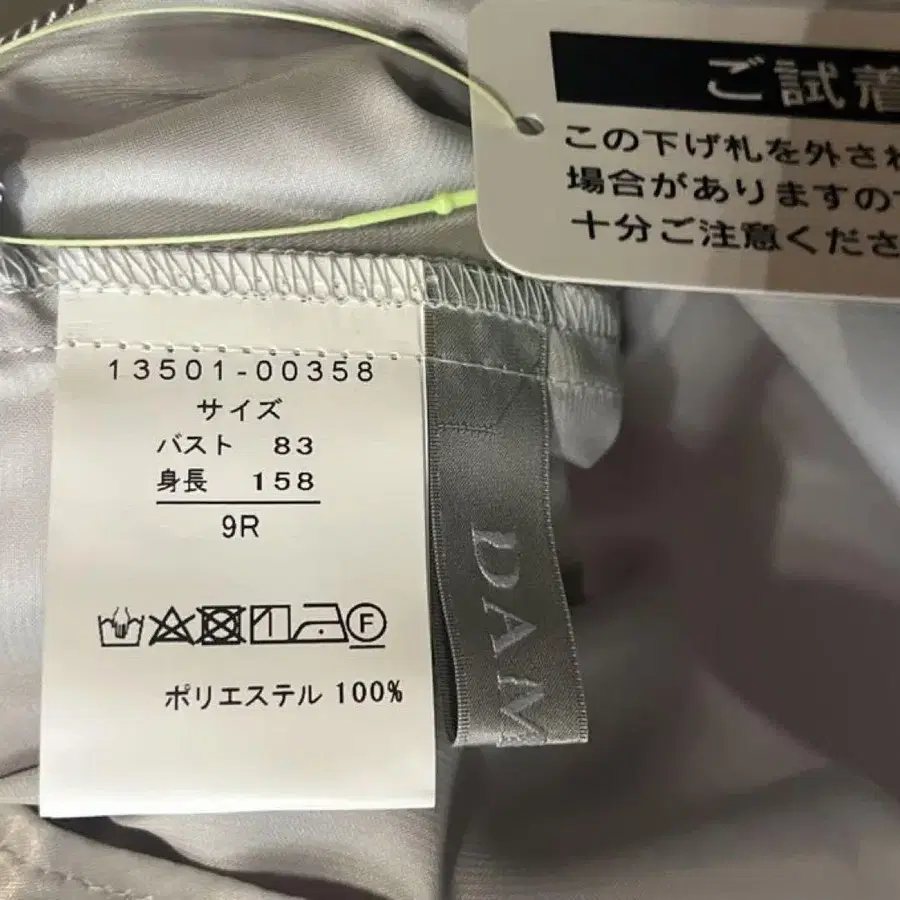 ご試着
この下げ札を外され
場合がありますので
十分ご注意くださ
13501-00358
サイズ
バスト 83
身長 158
9R
DAM
F
ポリエステル 100%